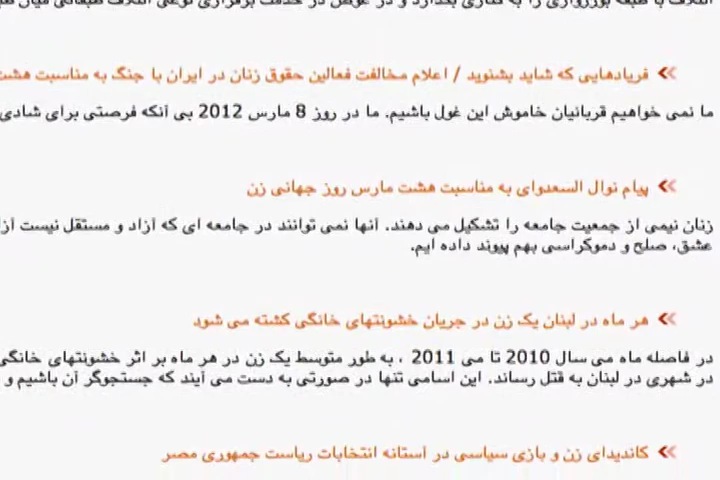 فریادهایی که شاید بشنوید / اعلام مخالفت فعالین حقوق زنان در ایران با جنگ به مناسبت هشت
ما نمی خواهیم قربانیان خاموش این غول باشیم. ما در روز 8 مارس 2012 بی آنکه فرصتی برای شادی
پیام نوال السعدوای به مناسبت هشت مارس روز جهانی زن
زنان نیمی از جمعیت جامعه را تشکیل می دهند. آنها نمی توانند در جامعه ای که آزاد و مستقل نیست
عشق، صلح و دموکراسی بهم پیوند داده ایم.
هر ماه در لبنان یک زن در جریان خشونتهای خانگی کشته می شود
در فاصله ماه می سال 2010 تا می 2011 ، به طور متوسط یک زن در هر ماه بر اثر خشونتهای خانگی
در شهری در لبنان به قتل رساند. این اسامی تنها در صورتی به دست می آیند که جستجوگر آن باشیم و
کاندیدای زن و بازی سیاسی در استانه انتخابات ریاست جمهوری مصر